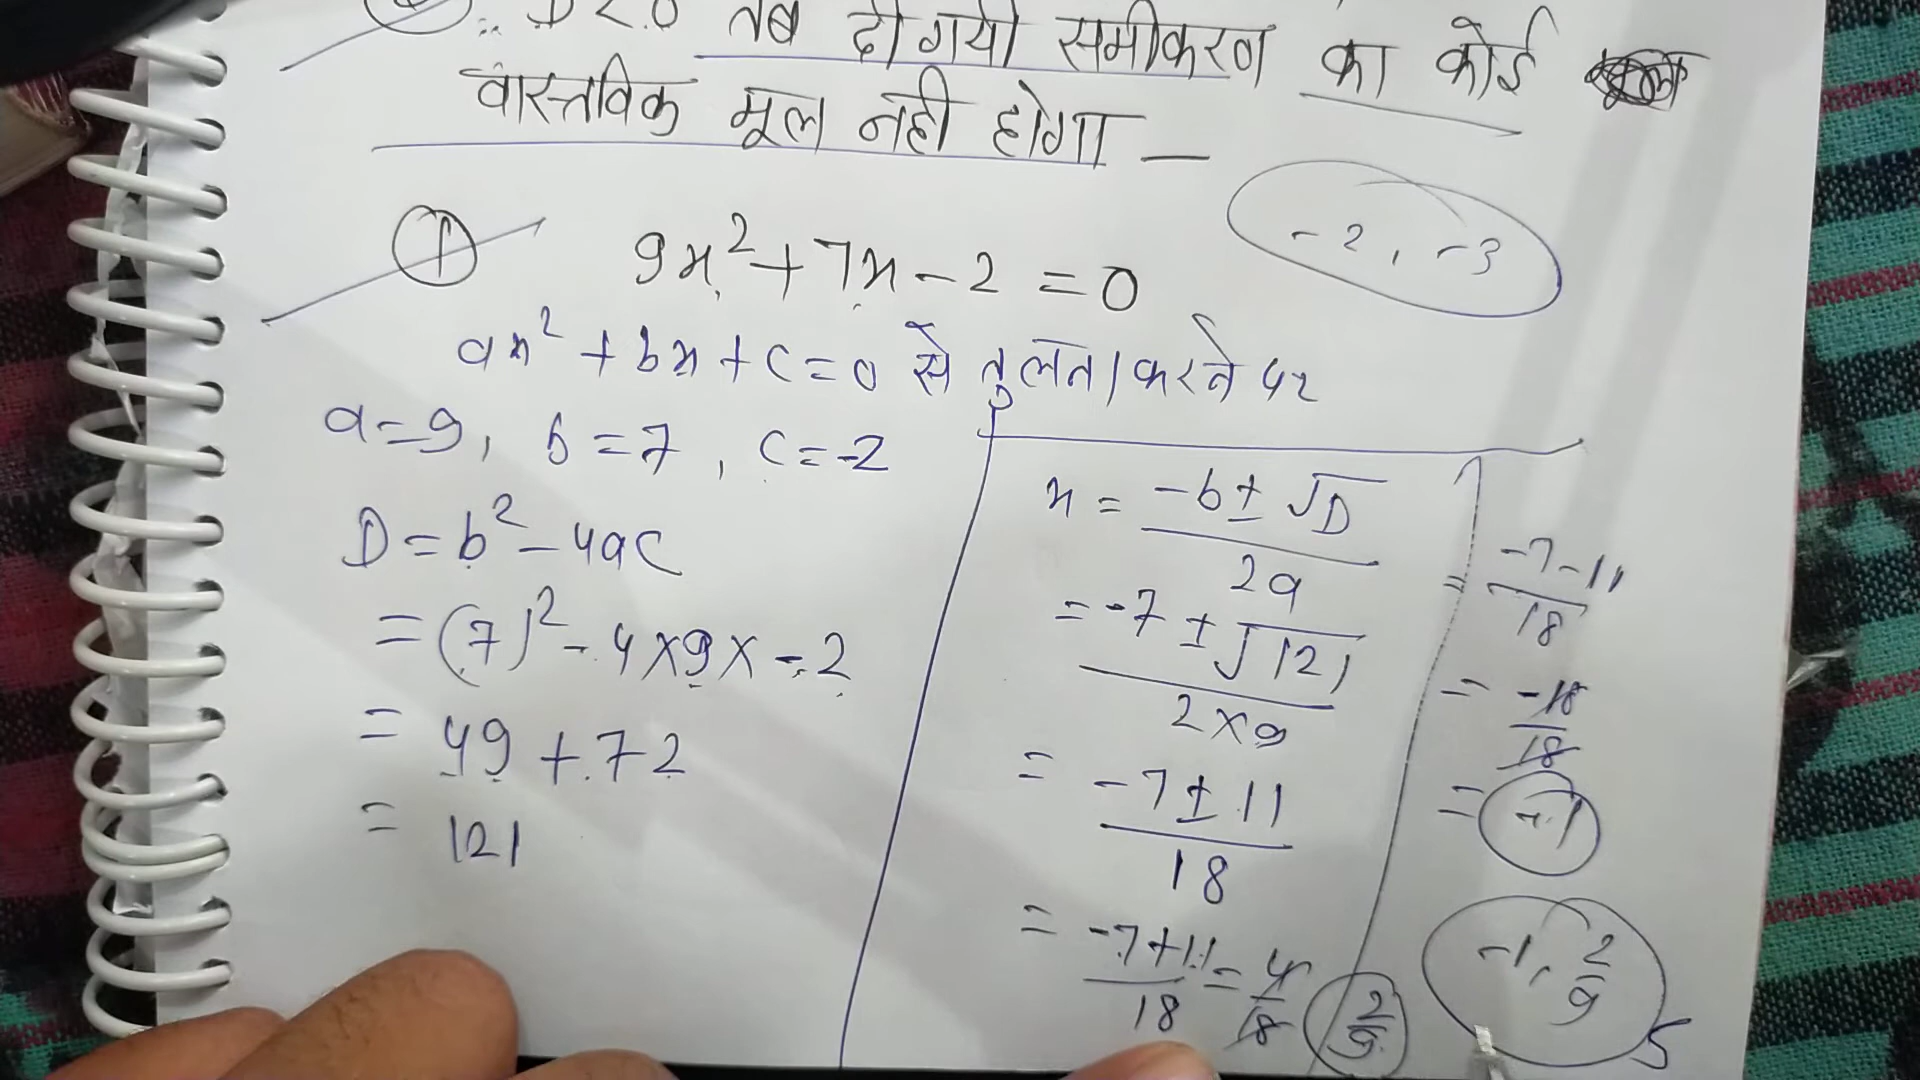 D < 0 तब दी गयी समीकरण का कोई
वास्तविक मूल नही होगा —
① 9x² + 7x - 2 = 0
-2, -3
ax² + bx + c = 0 से तुलना करने पर
a = 9, b = 7, c = -2
D = b² - 4ac
= (7)² - 4 × 9 × -2
= 49 + 72
= 121
x = (-b ± √D) / 2a
= (-7 ± √121) / (2 × 9)
= (-7 ± 11) / 18
= (-7 + 11) / 18 = 4/18 2/9
= (-7 - 11) / 18
= -18/18
= -1
-1, 2/9